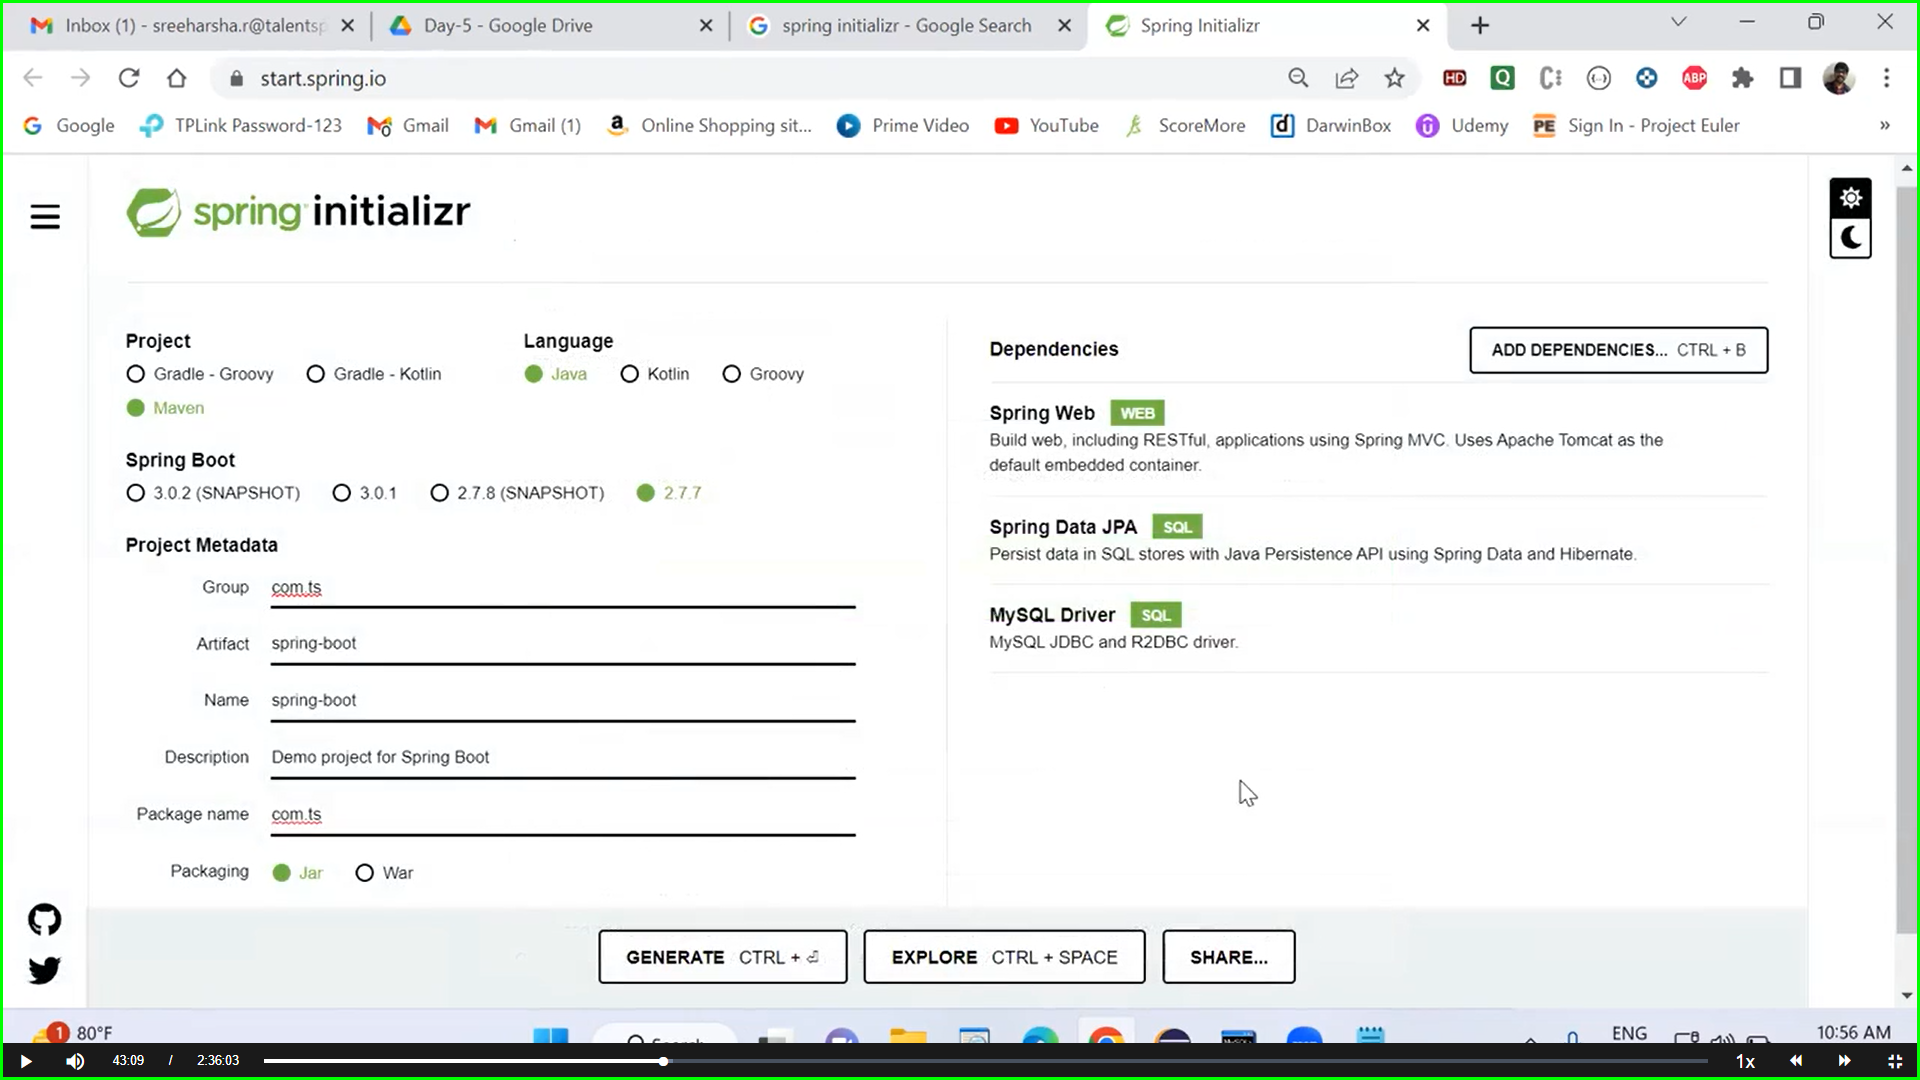 Inbox (1) - sreeharsha.r@talentsp
Day-5 - Google Drive
spring initializr - Google Search
Spring Initializr
start.spring.io
HD
Q
ABP
Google
TPLink Password-123
Gmail
Gmail (1)
Online Shopping sit...
Prime Video
YouTube
ScoreMore
DarwinBox
Udemy
PE
Sign In - Project Euler
»
spring initializr
Project
Gradle - Groovy
Gradle - Kotlin
Maven
Language
Java
Kotlin
Groovy
Spring Boot
3.0.2 (SNAPSHOT)
3.0.1
2.7.8 (SNAPSHOT)
2.7.7
Project Metadata
Group com.ts
Artifact spring-boot
Name spring-boot
Description Demo project for Spring Boot
Package name com.ts
Packaging Jar War
Dependencies
ADD DEPENDENCIES... CTRL + B
Spring Web WEB
Build web, including RESTful, applications using Spring MVC. Uses Apache Tomcat as the
default embedded container.
Spring Data JPA SQL
Persist data in SQL stores with Java Persistence API using Spring Data and Hibernate.
MySQL Driver SQL
MySQL JDBC and R2DBC driver.
GENERATE CTRL + ⏎
EXPLORE CTRL + SPACE
SHARE...
1
80°F
ENG
10:56 AM
43:09 / 2:36:03
1x